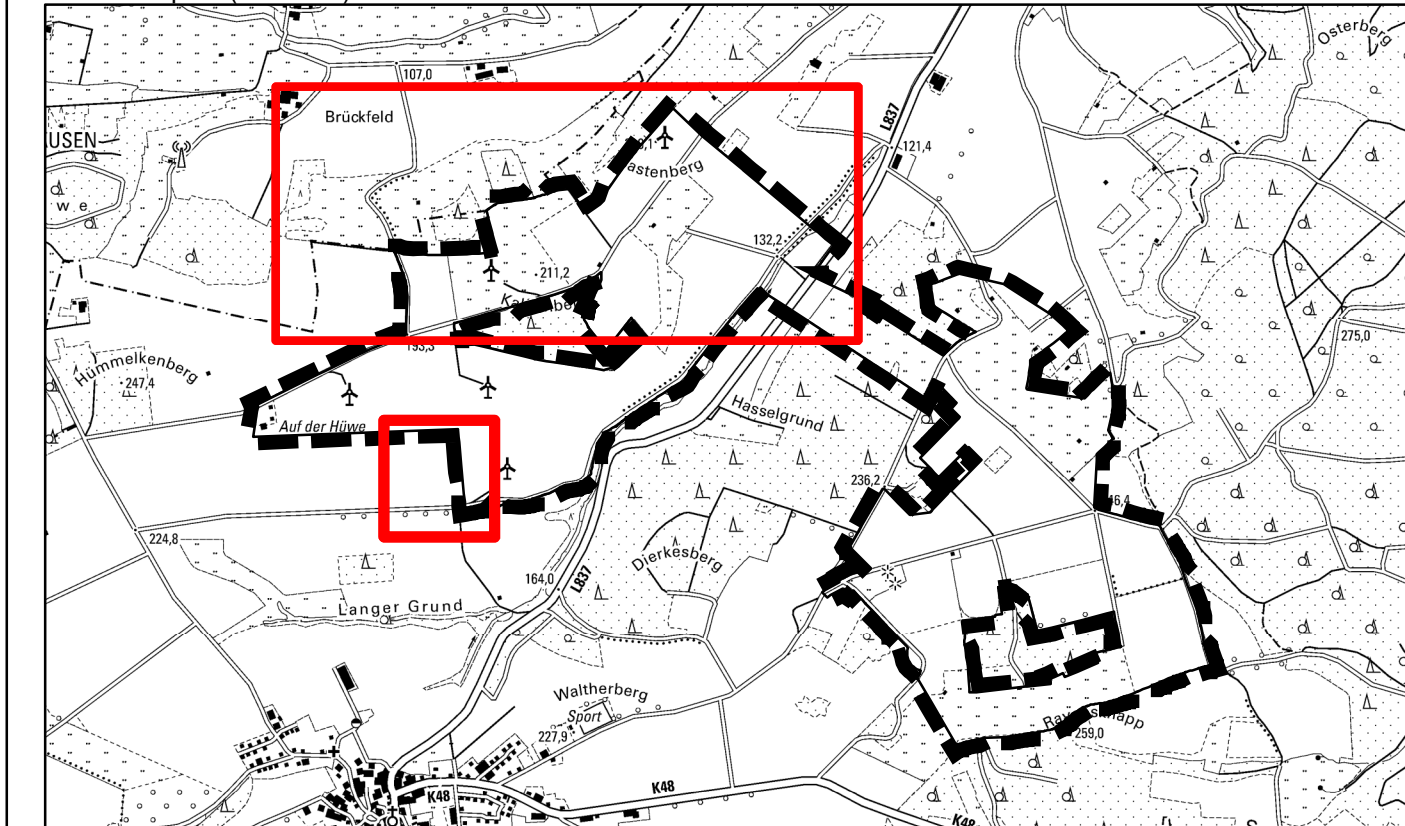 107,0
Brückfeld
USEN
w e
astenberg
L837
121,4
Osterberg
132,2
211,2
275,0
Hümmelkenberg
247,4
Auf der Hüwe
Hasselgrund
236,2
46,4
224,8
Dierkesberg
164,0
L837
Langer Grund
Waltherberg
Sport
227,9
259,0
K48
K48
K48